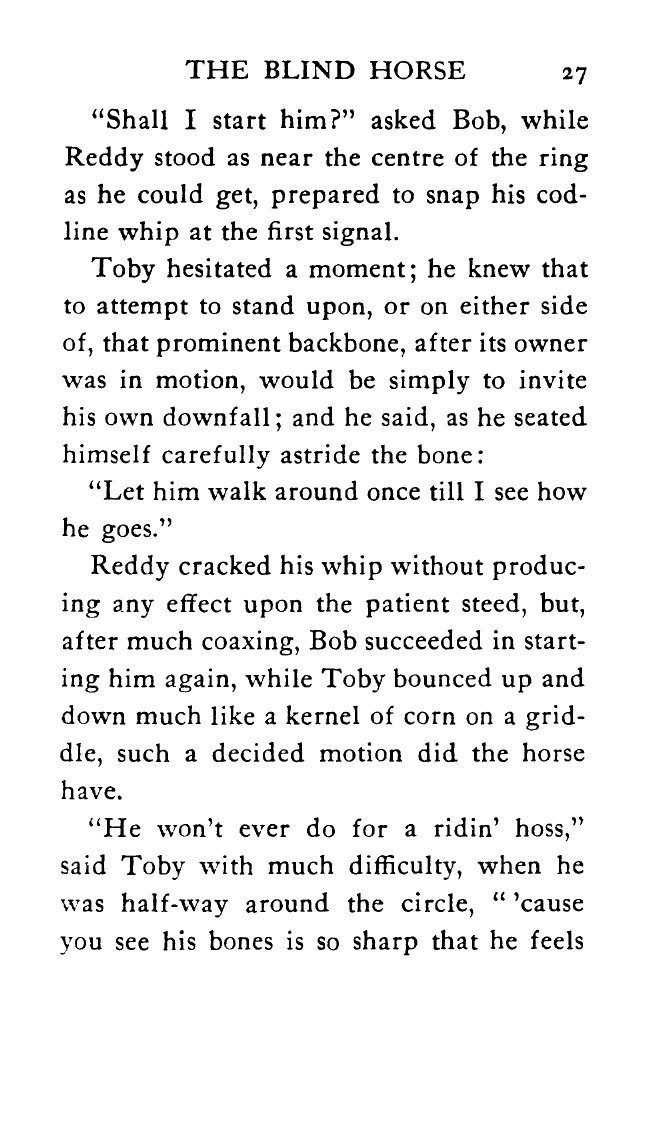 THE BLIND HORSE 27
“Shall I start him?” asked Bob, while
Reddy stood as near the centre of the ring
as he could get, prepared to snap his cod-
line whip at the first signal.
Toby hesitated a moment; he knew that
to attempt to stand upon, or on either side
of, that prominent backbone, after its owner
was in motion, would be simply to invite
his own downfall; and he said, as he seated
himself carefully astride the bone:
“Let him walk around once till I see how
he goes.”
Reddy cracked his whip without produc-
ing any effect upon the patient steed, but,
after much coaxing, Bob succeeded in start-
ing him again, while Toby bounced up and
down much like a kernel of corn on a grid-
dle, such a decided motion did the horse
have.
“He won’t ever do for a ridin’ hoss,”
said Toby with much difficulty, when he
was half-way around the circle, “ ’cause
you see his bones is so sharp that he feels